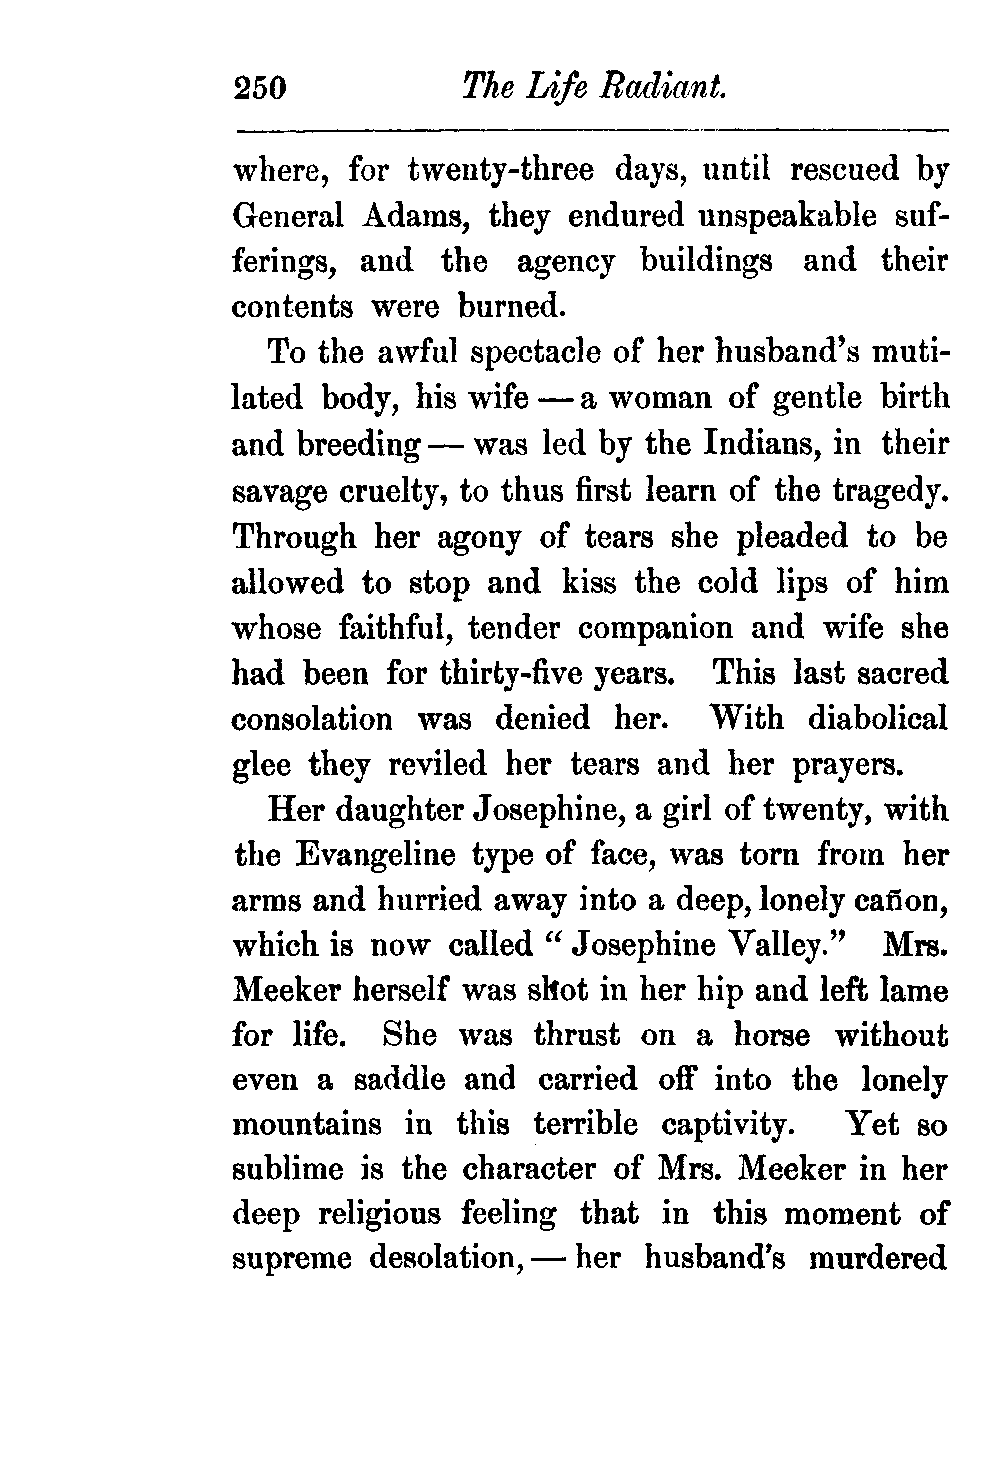 250 The Life Radiant.
where, for twenty-three days, until rescued by
General Adams, they endured unspeakable suf-
ferings, and the agency buildings and their
contents were burned.
To the awful spectacle of her husband's muti-
lated body, his wife — a woman of gentle birth
and breeding — was led by the Indians, in their
savage cruelty, to thus first learn of the tragedy.
Through her agony of tears she pleaded to be
allowed to stop and kiss the cold lips of him
whose faithful, tender companion and wife she
had been for thirty-five years. This last sacred
consolation was denied her. With diabolical
glee they reviled her tears and her prayers.
Her daughter Josephine, a girl of twenty, with
the Evangeline type of face, was torn from her
arms and hurried away into a deep, lonely cañon,
which is now called " Josephine Valley." Mrs.
Meeker herself was shot in her hip and left lame
for life. She was thrust on a horse without
even a saddle and carried off into the lonely
mountains in this terrible captivity. Yet so
sublime is the character of Mrs. Meeker in her
deep religious feeling that in this moment of
supreme desolation, — her husband's murdered